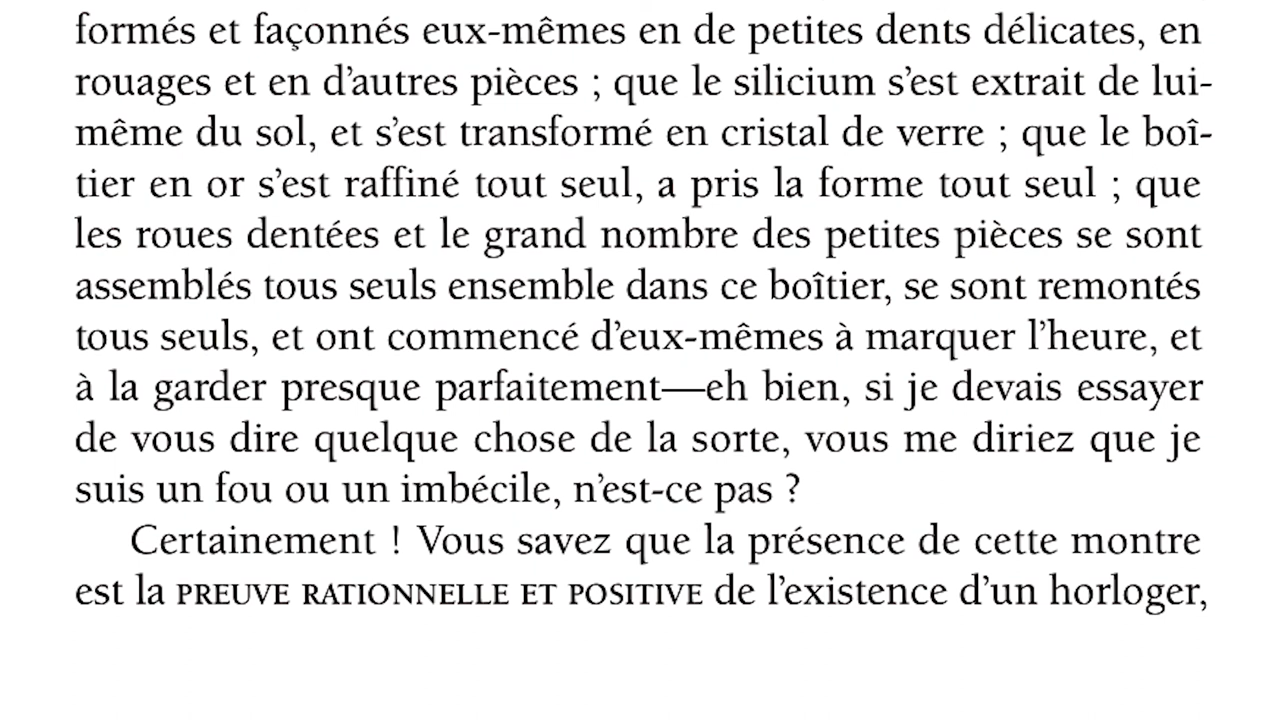 formés et façonnés eux-mêmes en de petites dents délicates, en
rouages et en d’autres pièces ; que le silicium s’est extrait de lui-
même du sol, et s’est transformé en cristal de verre ; que le boî-
tier en or s’est raffiné tout seul, a pris la forme tout seul ; que
les roues dentées et le grand nombre des petites pièces se sont
assemblés tous seuls ensemble dans ce boîtier, se sont remontés
tous seuls, et ont commencé d’eux-mêmes à marquer l’heure, et
à la garder presque parfaitement—eh bien, si je devais essayer
de vous dire quelque chose de la sorte, vous me diriez que je
suis un fou ou un imbécile, n’est-ce pas ?
Certainement ! Vous savez que la présence de cette montre
est la PREUVE RATIONNELLE ET POSITIVE de l’existence d’un horloger,